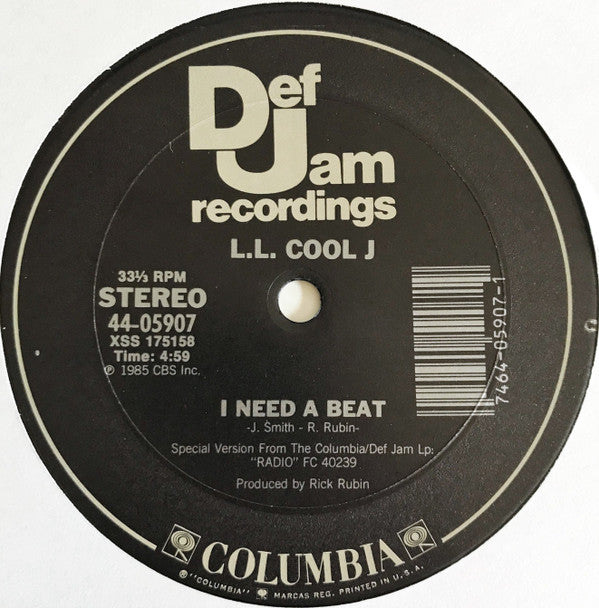 Def
Jam
recordings
L.L. COOL J
33⅓ RPM
STEREO
44-05907
XSS 175158
Time: 4:59
℗ 1985 CBS Inc.
7464-05907-1
I NEED A BEAT
-J. Smith - R. Rubin-
Special Version From The Columbia/Def Jam Lp:
"RADIO" FC 40239
Produced by Rick Rubin
COLUMBIA
® "COLUMBIA" MARCAS REG. PRINTED IN U.S.A.